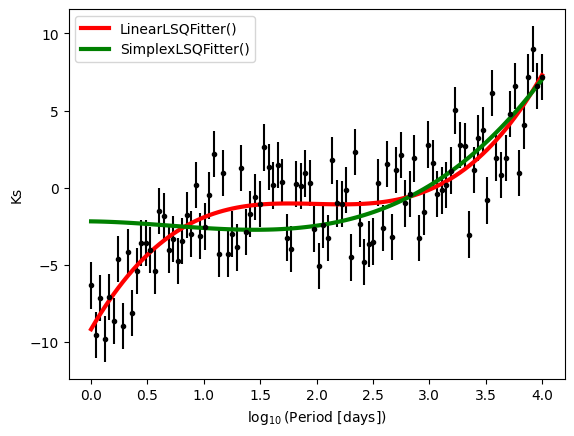 LinearLSQFitter()
SimplexLSQFitter()
Ks
10
5
0
−5
−10
0.0 0.5 1.0 1.5 2.0 2.5 3.0 3.5 4.0
log₁₀(Period [days])